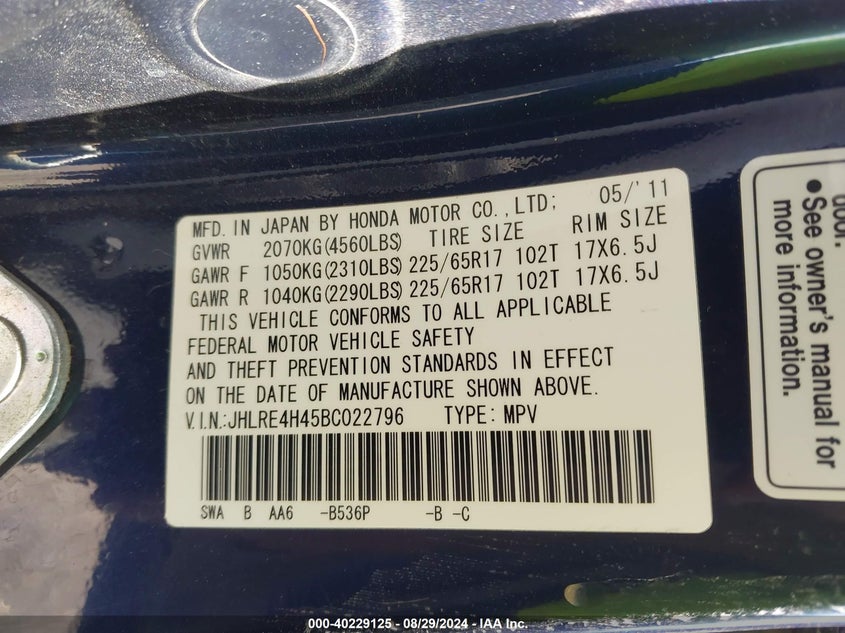 MFD. IN JAPAN BY HONDA MOTOR CO.,LTD; 05/'11
GVWR 2070KG(4560LBS) TIRE SIZE RIM SIZE
GAWR F 1050KG(2310LBS) 225/65R17 102T 17X6.5J
GAWR R 1040KG(2290LBS) 225/65R17 102T 17X6.5J
THIS VEHICLE CONFORMS TO ALL APPLICABLE
FEDERAL MOTOR VEHICLE SAFETY
AND THEFT PREVENTION STANDARDS IN EFFECT
ON THE DATE OF MANUFACTURE SHOWN ABOVE.
V.I.N.:JHLRE4H45BC022796 TYPE: MPV
SWA B AA6 -B536P -B -C
•See owner's manual for
more information.
000-40229125 - 08/29/2024 - IAA Inc.